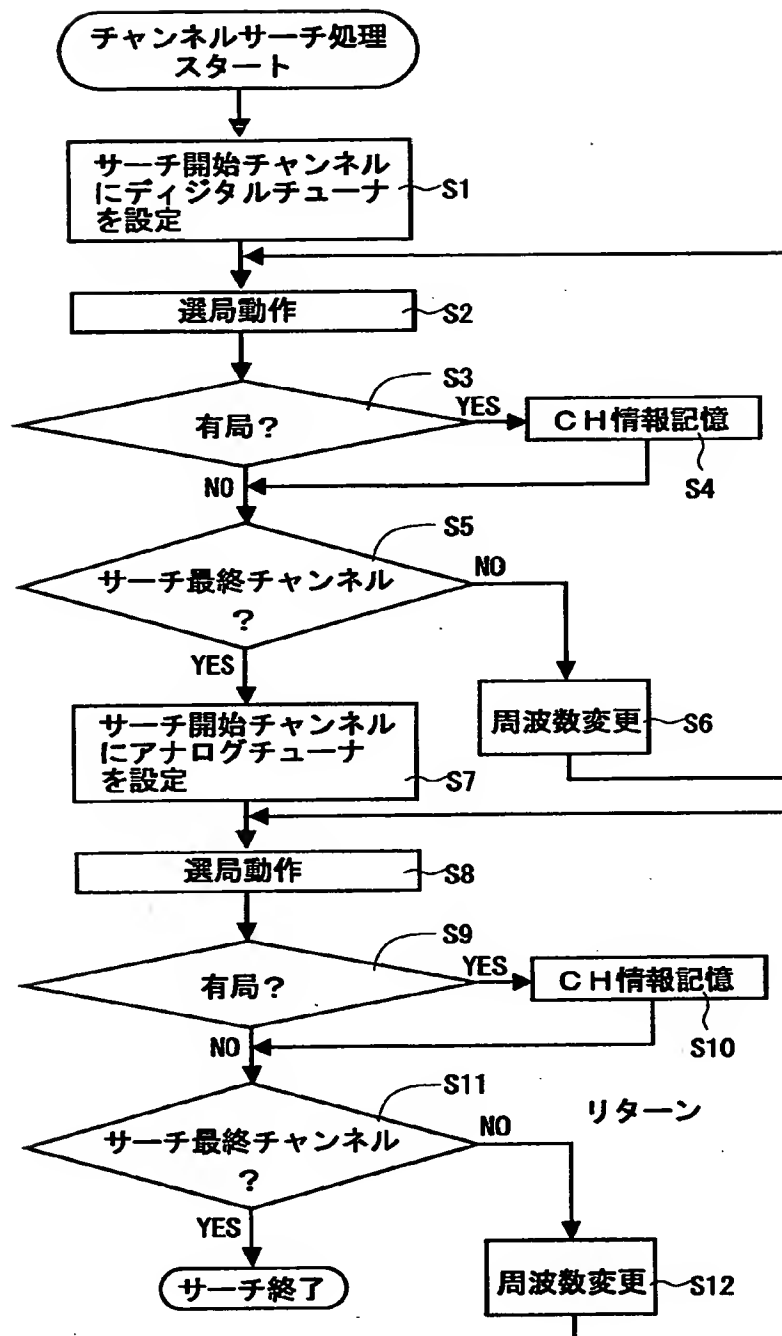 チャンネルサーチ処理
スタート
サーチ開始チャンネル
にディジタルチューナ
を設定
S1
選局動作
S2
S3
有局？
YES
CH情報記憶
S4
NO
S5
サーチ最終チャンネル
？
NO
YES
周波数変更
S6
サーチ開始チャンネル
にアナログチューナ
を設定
S7
選局動作
S8
S9
有局？
YES
CH情報記憶
S10
NO
S11
サーチ最終チャンネル
？
NO
リターン
YES
サーチ終了
周波数変更
S12